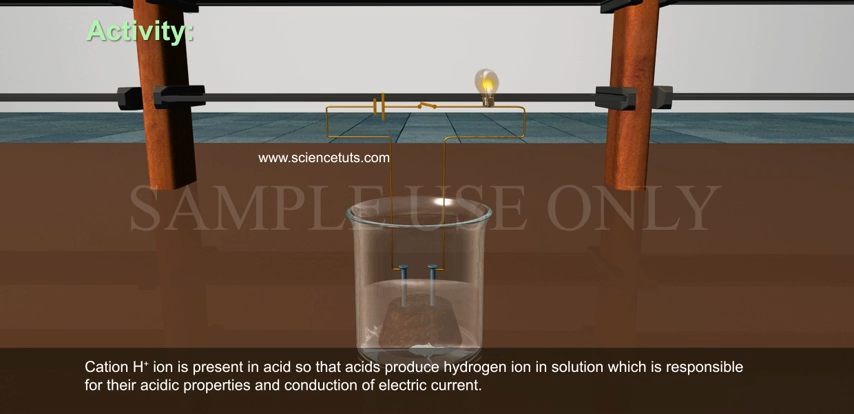 Activity:
www.sciencetuts.com
SAMPLE USE ONLY
Cation H⁺ ion is present in acid so that acids produce hydrogen ion in solution which is responsible
for their acidic properties and conduction of electric current.